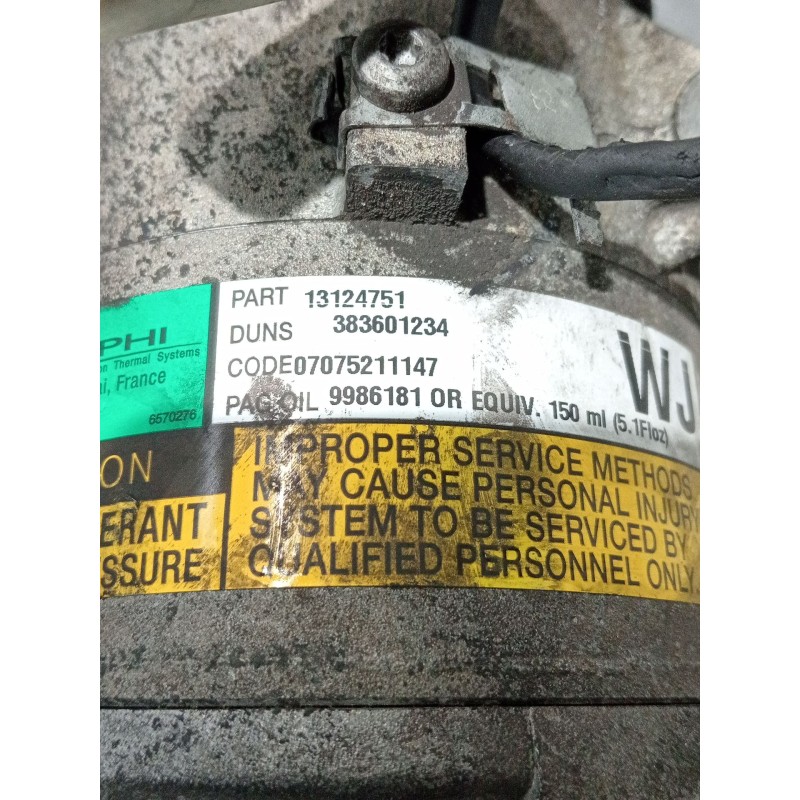 PHI
on Thermal Systems
ai, France
6570276
PART 13124751
DUNS 383601234
CODE07075211147
PAG OIL 9986181 OR EQUIV. 150 ml (5.1Floz)
WJ
ON
ERANT
SSURE
IMPROPER SERVICE METHODS
MAY CAUSE PERSONAL INJURY
SYSTEM TO BE SERVICED BY
QUALIFIED PERSONNEL ONLY